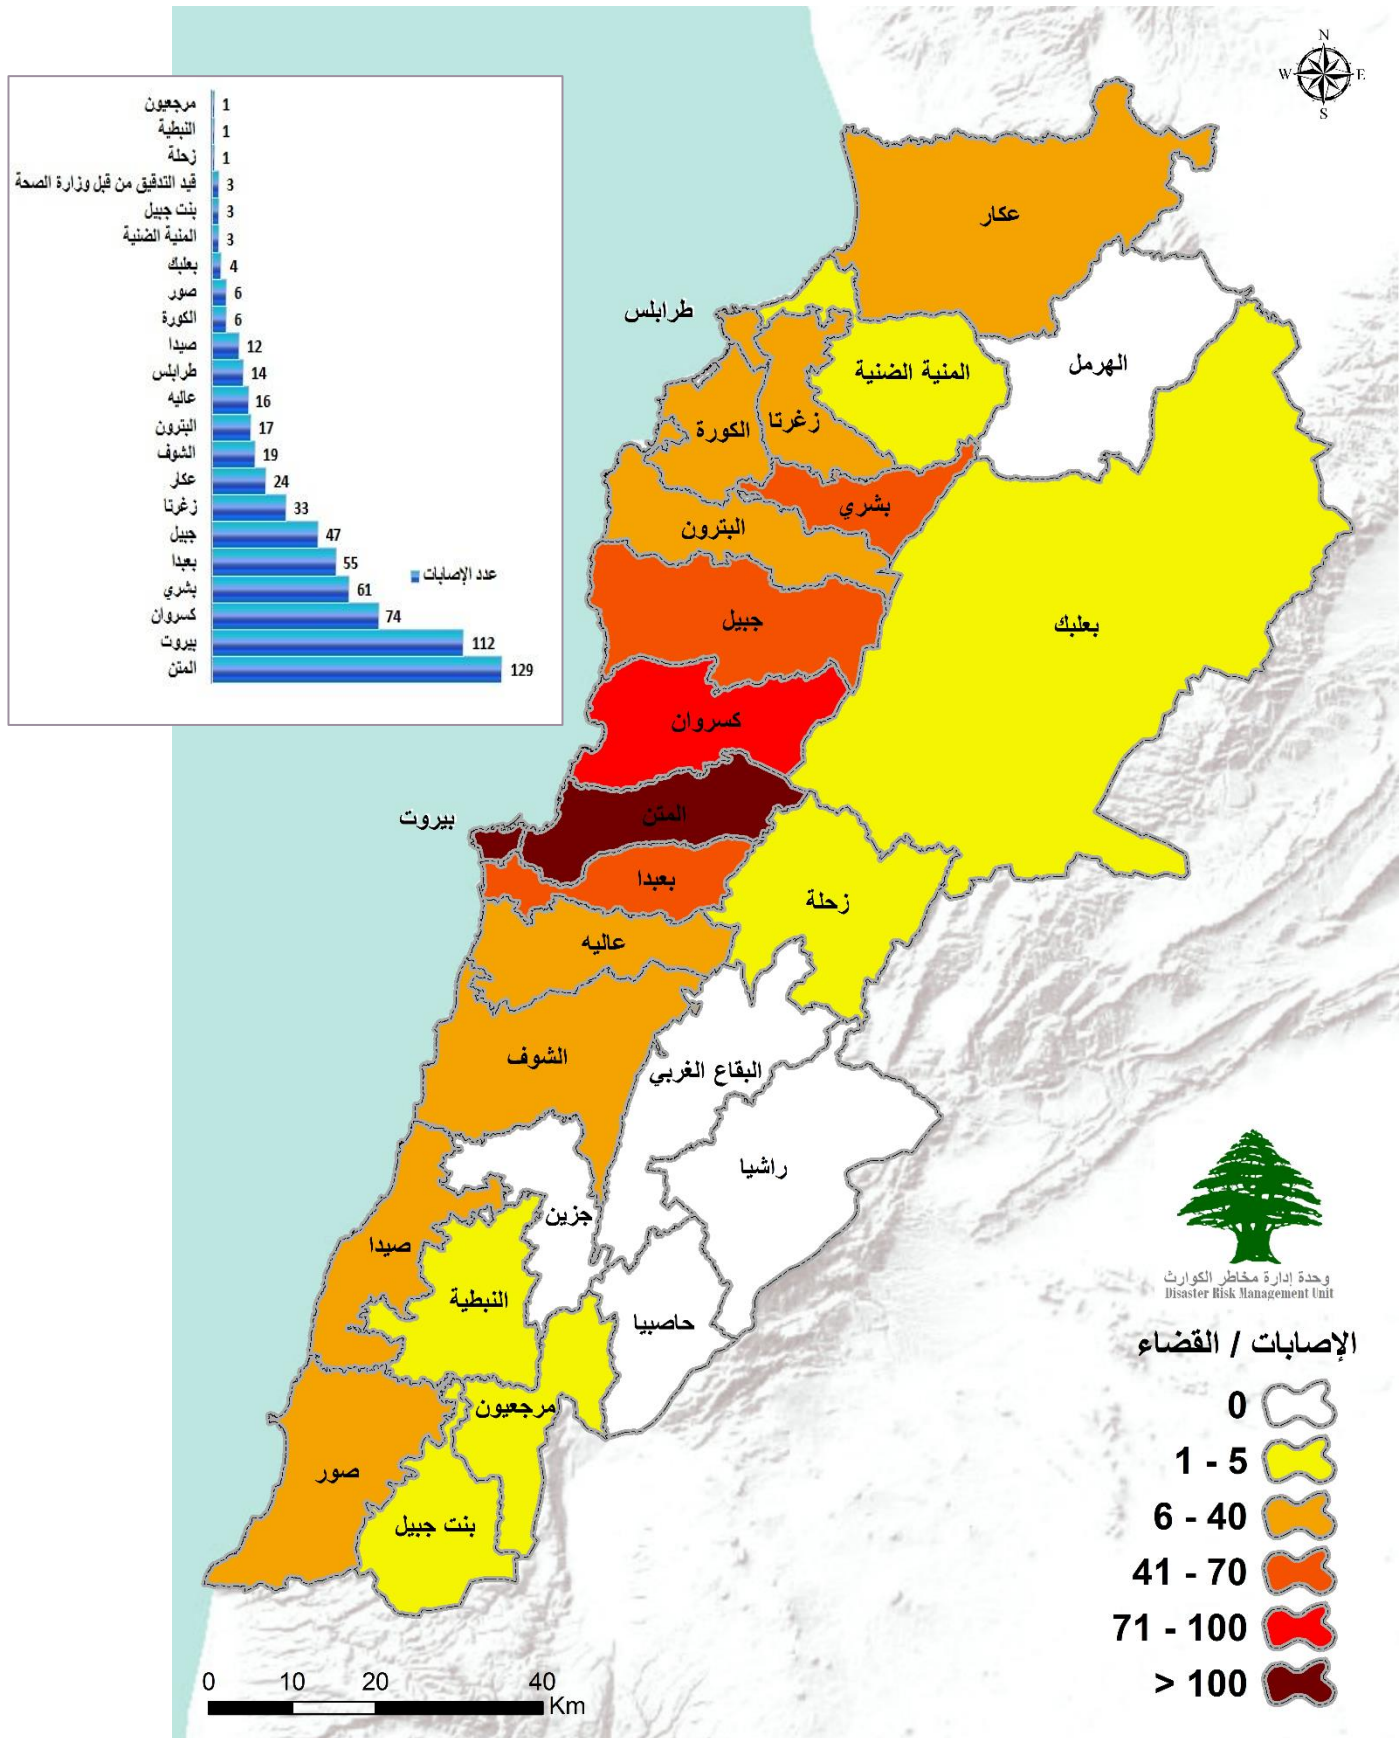 N
W E
S
مرجعيون 1
النبطية 1
زحلة 1
قيد التدقيق من قبل وزارة الصحة 3
بنت جبيل 3
المنية الضنية 3
بعلبك 4
صور 6
الكورة 6
صيدا 12
طرابلس 14
عاليه 16
البترون 17
الشوف 19
عكار 24
زغرتا 33
جبيل 47
بعبدا 55
بشري 61
كسروان 74
بيروت 112
المتن 129
عدد الإصابات
عكار
طرابلس
الهرمل
المنية الضنية
زغرتا
الكورة
بشري
البترون
جبيل
بعلبك
كسروان
المتن
بيروت
بعبدا
زحلة
عاليه
الشوف
البقاع الغربي
راشيا
جزين
صيدا
النبطية
حاصبيا
مرجعيون
صور
بنت جبيل
وحدة إدارة مخاطر الكوارث
Disaster Risk Management Unit
الإصابات / القضاء
0
1 - 5
6 - 40
41 - 70
71 - 100
> 100
0 10 20 40
Km